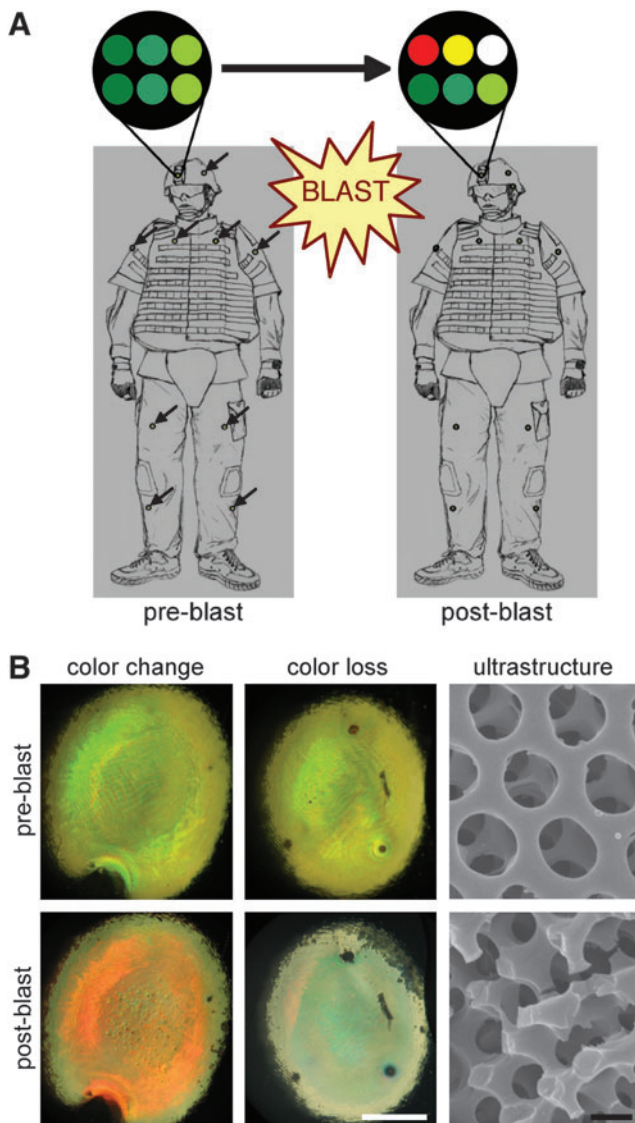 A
BLAST
pre-blast
post-blast
B
color change
color loss
ultrastructure
pre-blast
post-blast